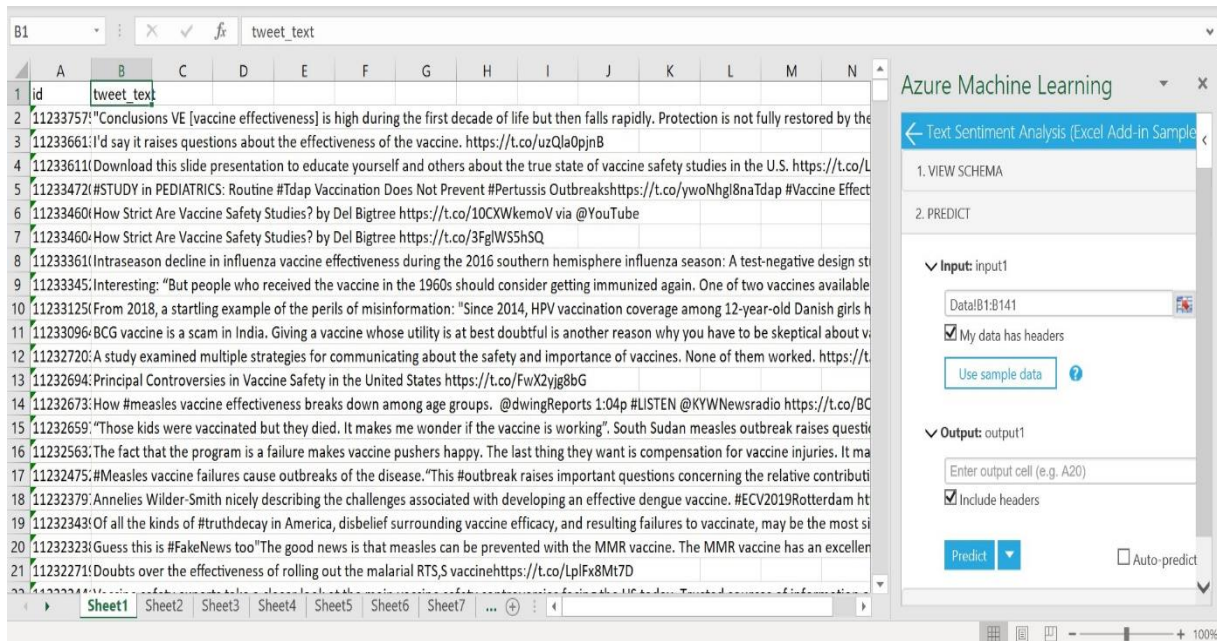 B1 fx tweet_text
A B C D E F G H I J K L M N
1 id tweet_text
2 "Conclusions VE [vaccine effectiveness] is high during the first decade of life but then falls rapidly. Protection is not fully restored by the
3 I'd say it raises questions about the effectiveness of the vaccine. https://t.co/uzQla0pjnB
4 Download this slide presentation to educate yourself and others about the true state of vaccine safety studies in the U.S. https://t.co/L
5 #STUDY in PEDIATRICS: Routine #Tdap Vaccination Does Not Prevent #Pertussis Outbreakshttps://t.co/ywoNhgI8naTdap #Vaccine Effect
6 How Strict Are Vaccine Safety Studies? by Del Bigtree https://t.co/10CXWkemoV via @YouTube
7 How Strict Are Vaccine Safety Studies? by Del Bigtree https://t.co/3FglWS5hSQ
8 Intraseason decline in influenza vaccine effectiveness during the 2016 southern hemisphere influenza season: A test-negative design st
9 Interesting: “But people who received the vaccine in the 1960s should consider getting immunized again. One of two vaccines available
10 From 2018, a startling example of the perils of misinformation: "Since 2014, HPV vaccination coverage among 12-year-old Danish girls h
11 BCG vaccine is a scam in India. Giving a vaccine whose utility is at best doubtful is another reason why you have to be skeptical about v
12 A study examined multiple strategies for communicating about the safety and importance of vaccines. None of them worked. https://t.
13 Principal Controversies in Vaccine Safety in the United States https://t.co/FwX2yjg8bG
14 How #measles vaccine effectiveness breaks down among age groups. @dwingReports 1:04p #LISTEN @KYWNewsradio https://t.co/BC
15 “Those kids were vaccinated but they died. It makes me wonder if the vaccine is working”. South Sudan measles outbreak raises questi
16 The fact that the program is a failure makes vaccine pushers happy. The last thing they want is compensation for vaccine injuries. It ma
17 #Measles vaccine failures cause outbreaks of the disease.“This #outbreak raises important questions concerning the relative contributi
18 Annelies Wilder-Smith nicely describing the challenges associated with developing an effective dengue vaccine. #ECV2019Rotterdam ht
19 Of all the kinds of #truthdecay in America, disbelief surrounding vaccine efficacy, and resulting failures to vaccinate, may be the most si
20 Guess this is #FakeNews too"The good news is that measles can be prevented with the MMR vaccine. The MMR vaccine has an excellen
21 Doubts over the effectiveness of rolling out the malarial RTS,S vaccinehttps://t.co/LplFx8Mt7D
Sheet1 Sheet2 Sheet3 Sheet4 Sheet5 Sheet6 Sheet7 ...
Azure Machine Learning
Text Sentiment Analysis (Excel Add-in Sample
1. VIEW SCHEMA
2. PREDICT
Input: input1
Data!B1:B141
My data has headers
Use sample data ?
Output: output1
Enter output cell (e.g. A20)
Include headers
Predict Auto-predict
100%